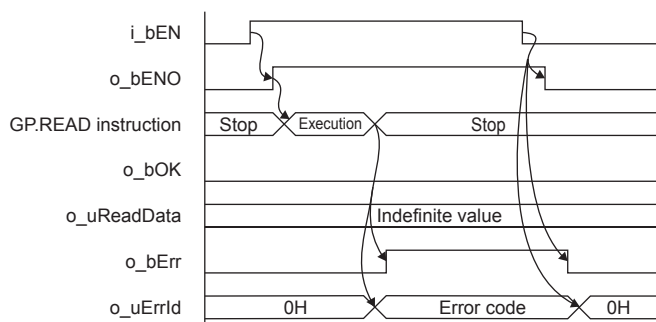 i_bEN
o_bENO
GP.READ instruction Stop Execution Stop
o_bOK
o_uReadData Indefinite value
o_bErr
o_uErrId 0H Error code 0H